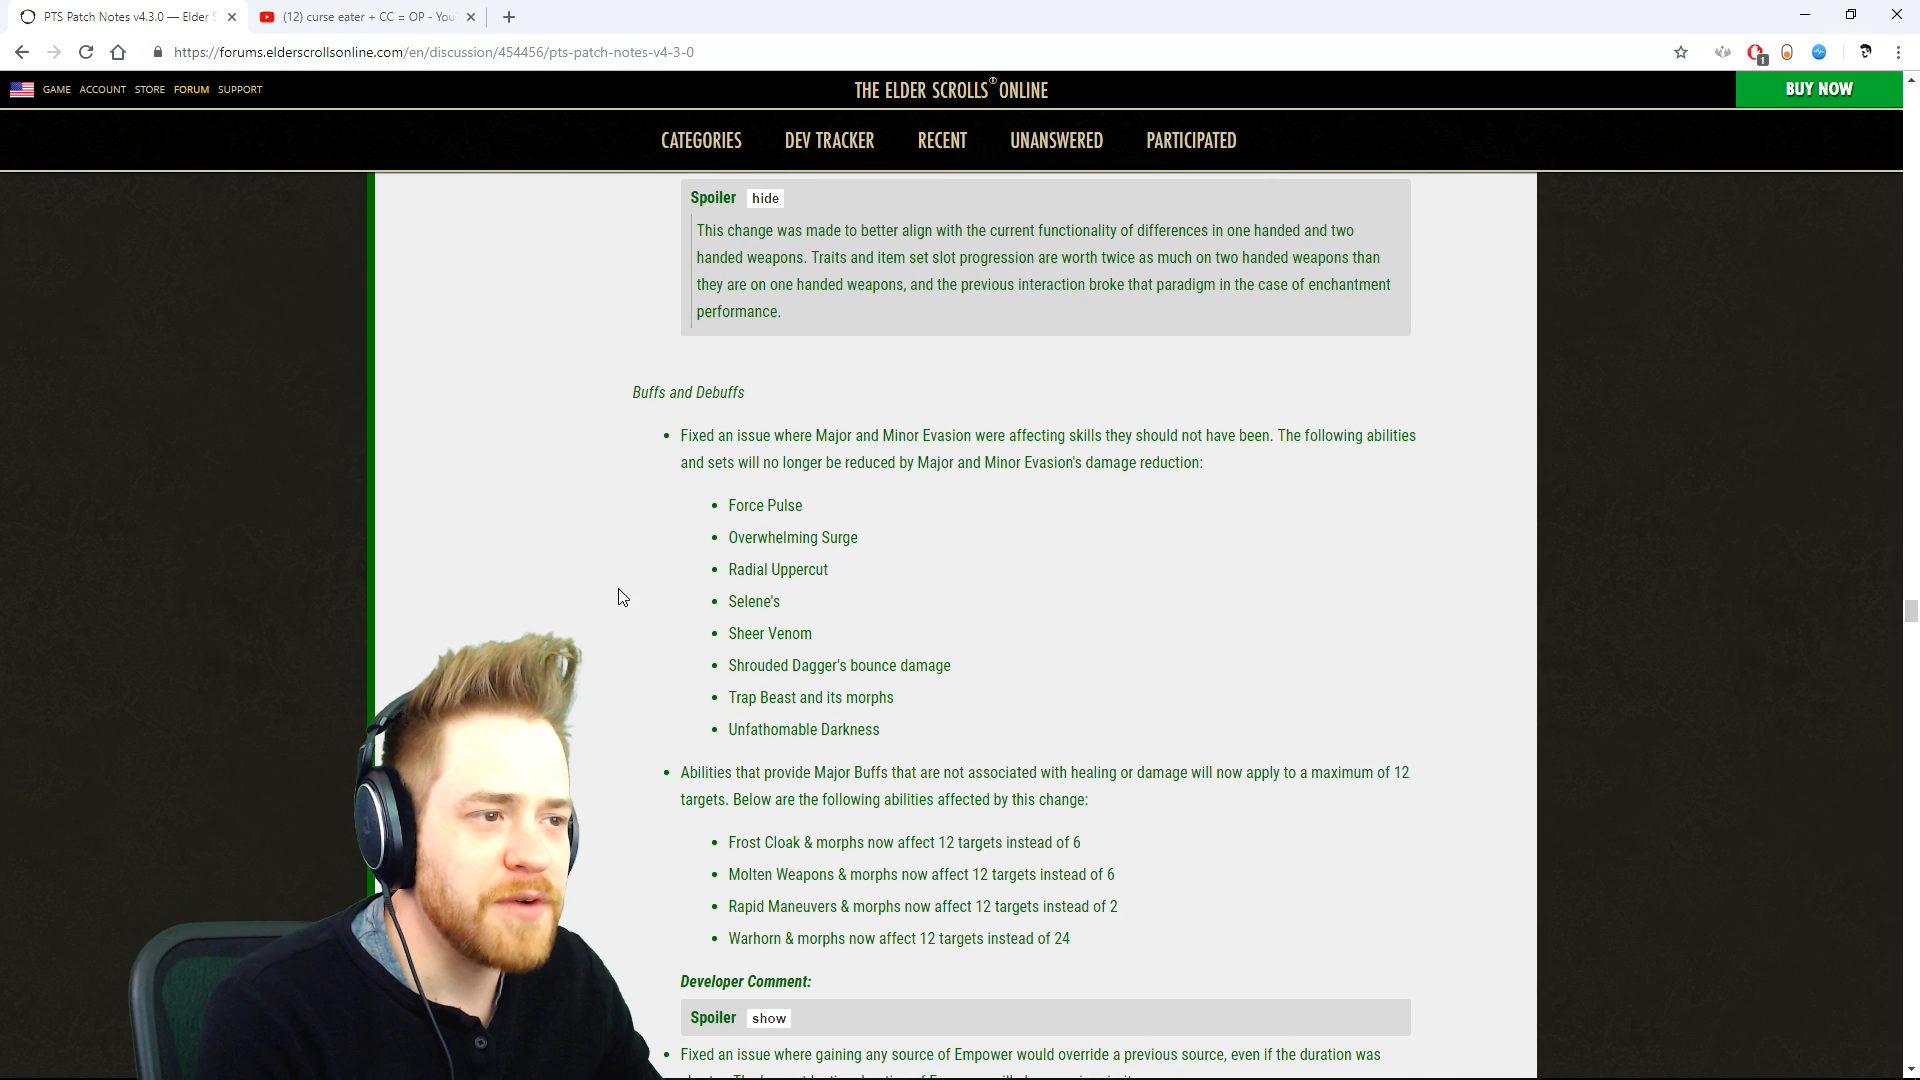 PTS Patch Notes v4.3.0 — Elder
(12) curse eater + CC = OP - You
https://forums.elderscrollsonline.com/en/discussion/454456/pts-patch-notes-v4-3-0
1
GAME ACCOUNT STORE FORUM SUPPORT
THE ELDER SCROLLS ONLINE
BUY NOW
CATEGORIES DEV TRACKER RECENT UNANSWERED PARTICIPATED
Spoiler hide
This change was made to better align with the current functionality of differences in one handed and two
handed weapons. Traits and item set slot progression are worth twice as much on two handed weapons than
they are on one handed weapons, and the previous interaction broke that paradigm in the case of enchantment
performance.
Buffs and Debuffs
• Fixed an issue where Major and Minor Evasion were affecting skills they should not have been. The following abilities
and sets will no longer be reduced by Major and Minor Evasion's damage reduction:
• Force Pulse
• Overwhelming Surge
• Radial Uppercut
• Selene's
• Sheer Venom
• Shrouded Dagger's bounce damage
• Trap Beast and its morphs
• Unfathomable Darkness
• Abilities that provide Major Buffs that are not associated with healing or damage will now apply to a maximum of 12
targets. Below are the following abilities affected by this change:
• Frost Cloak & morphs now affect 12 targets instead of 6
• Molten Weapons & morphs now affect 12 targets instead of 6
• Rapid Maneuvers & morphs now affect 12 targets instead of 2
• Warhorn & morphs now affect 12 targets instead of 24
Developer Comment:
Spoiler show
• Fixed an issue where gaining any source of Empower would override a previous source, even if the duration was